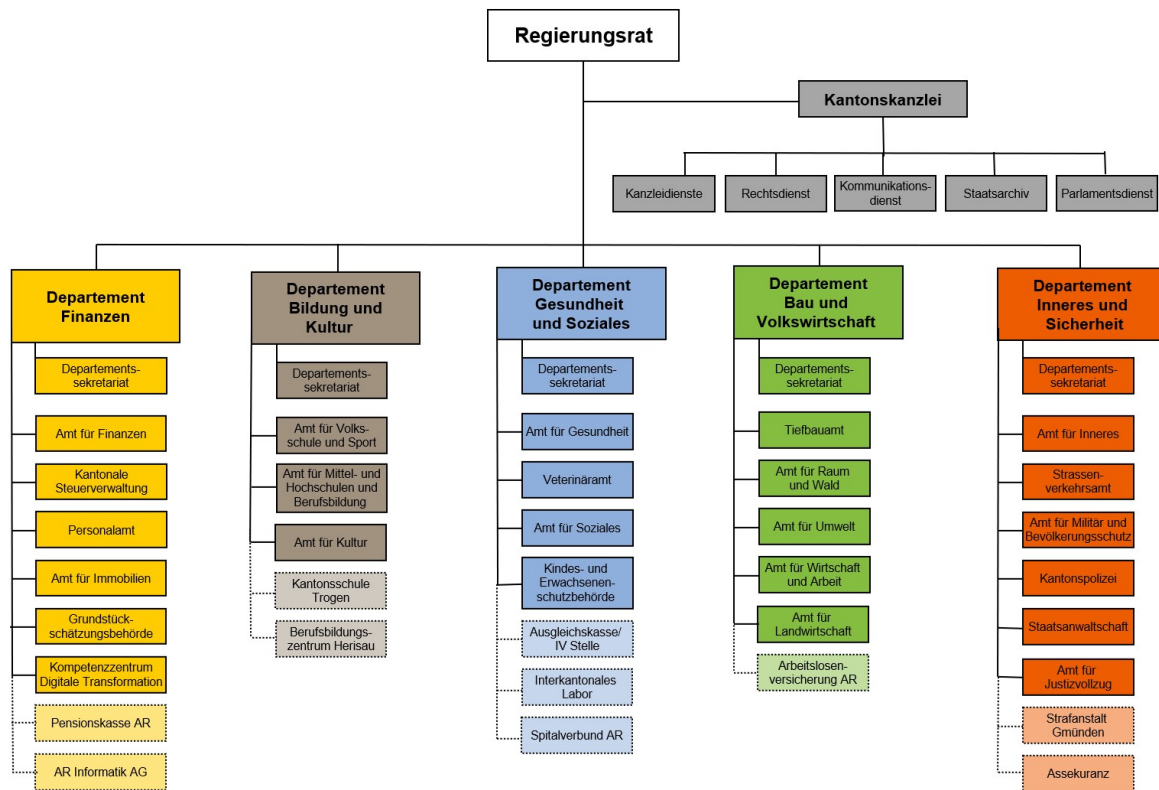 Regierungsrat
Kantonskanzlei
Kanzleidienste
Rechtsdienst
Kommunikations-
dienst
Staatsarchiv
Parlamentsdienst
Departement
Finanzen
Departements-
sekretariat
Amt für Finanzen
Kantonale
Steuerverwaltung
Personalamt
Amt für Immobilien
Grundstück-
schätzungsbehörde
Kompetenzzentrum
Digitale Transformation
Pensionskasse AR
AR Informatik AG
Departement
Bildung und
Kultur
Departements-
sekretariat
Amt für Volks-
schule und Sport
Amt für Mittel- und
Hochschulen und
Berufsbildung
Amt für Kultur
Kantonsschule
Trogen
Berufsbildungs-
zentrum Herisau
Departement
Gesundheit
und Soziales
Departements-
sekretariat
Amt für Gesundheit
Veterinäramt
Amt für Soziales
Kindes- und
Erwachsenen-
schutzbehörde
Ausgleichskasse/
IV Stelle
Interkantonales
Labor
Spitalverbund AR
Departement
Bau und
Volkswirtschaft
Departements-
sekretariat
Tiefbauamt
Amt für Raum
und Wald
Amt für Umwelt
Amt für Wirtschaft
und Arbeit
Amt für
Landwirtschaft
Arbeitslosen-
versicherung AR
Departement
Inneres und
Sicherheit
Departements-
sekretariat
Amt für Inneres
Strassen-
verkehrsamt
Amt für Militär und
Bevölkerungsschutz
Kantonspolizei
Staatsanwaltschaft
Amt für
Justizvollzug
Strafanstalt
Gmünden
Assekuranz